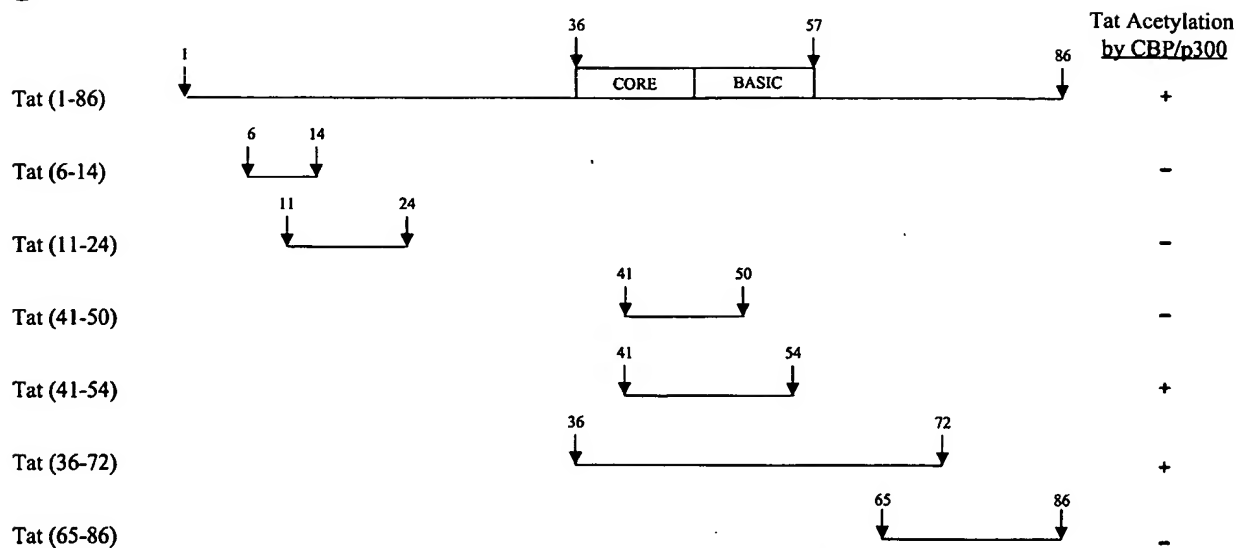 Tat Acetylation
by CBP/p300
1 36 57 86
CORE BASIC
Tat (1-86) +
6 14
Tat (6-14) -
11 24
Tat (11-24) -
41 50
Tat (41-50) -
41 54
Tat (41-54) +
36 72
Tat (36-72) +
65 86
Tat (65-86) -